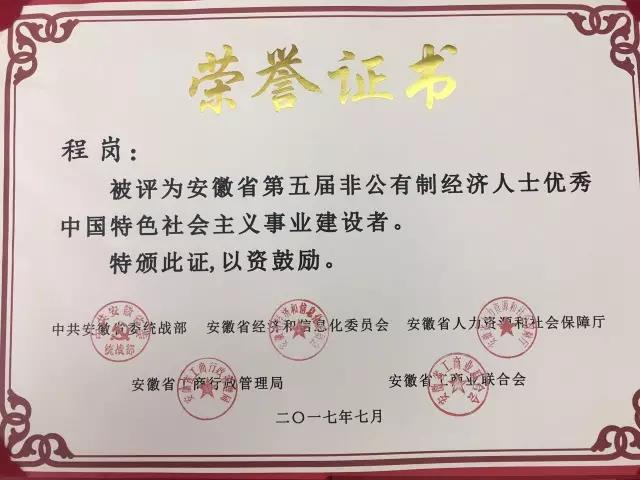 荣誉证书
程岗：
被评为安徽省第五届非公有制经济人士优秀
中国特色社会主义事业建设者。
特颁此证,以资鼓励。
中共安徽省委统战部 安徽省经济和信息化委员会 安徽省人力资源和社会保障厅
安徽省工商行政管理局 安徽省工商业联合会
二〇一七年七月